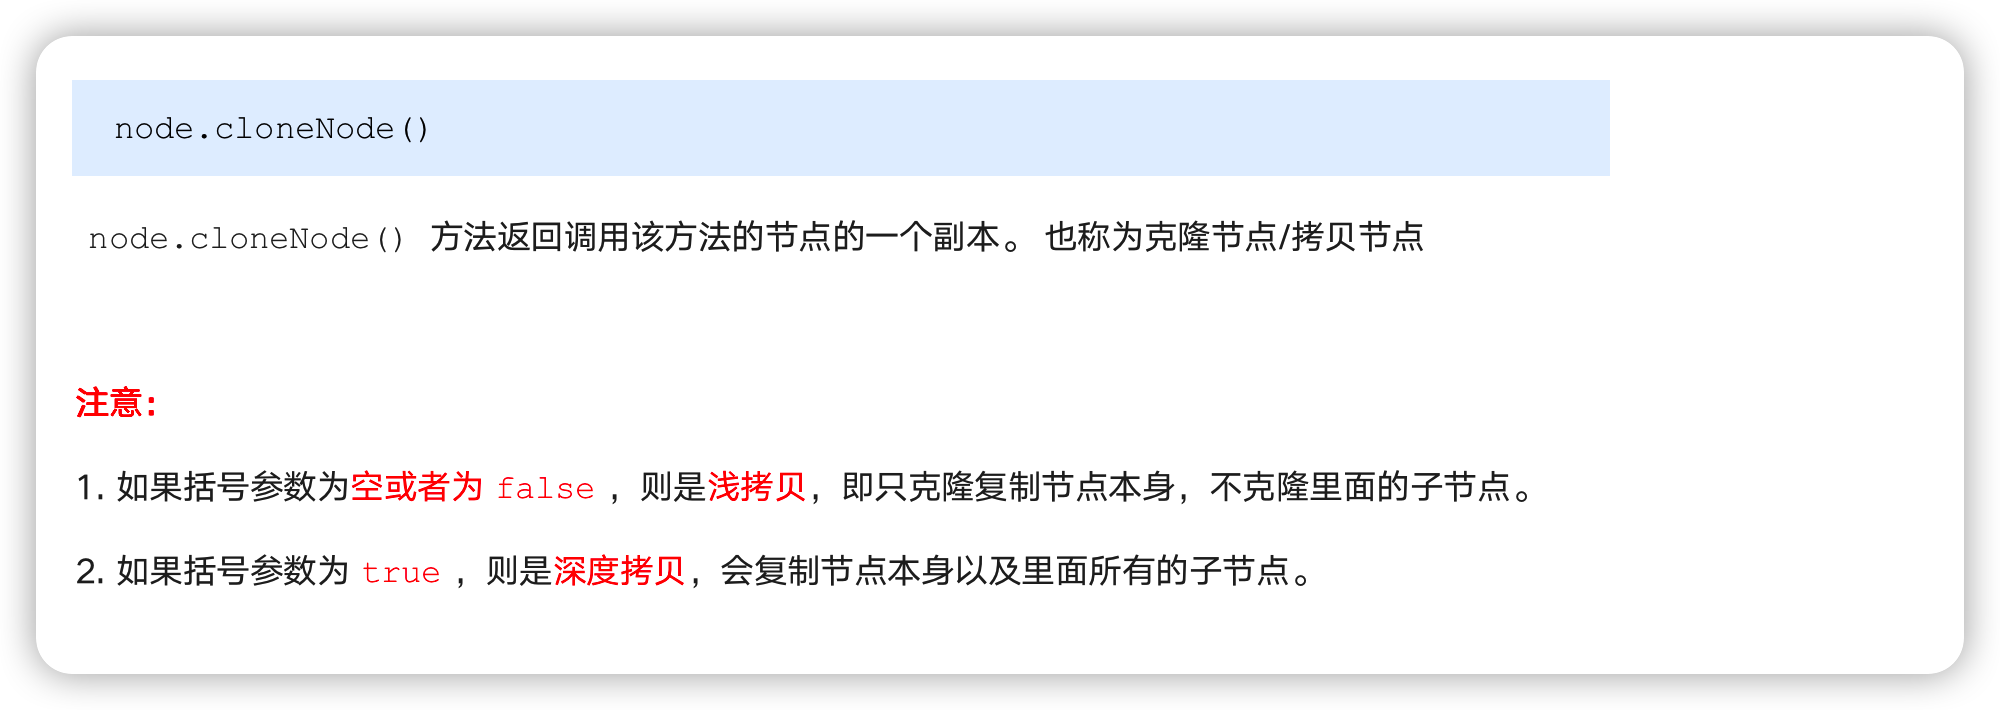 node.cloneNode()
node.cloneNode() 方法返回调用该方法的节点的一个副本。 也称为克隆节点/拷贝节点
注意：
1. 如果括号参数为空或者为 false ，则是浅拷贝，即只克隆复制节点本身，不克隆里面的子节点。
2. 如果括号参数为 true ，则是深度拷贝，会复制节点本身以及里面所有的子节点。